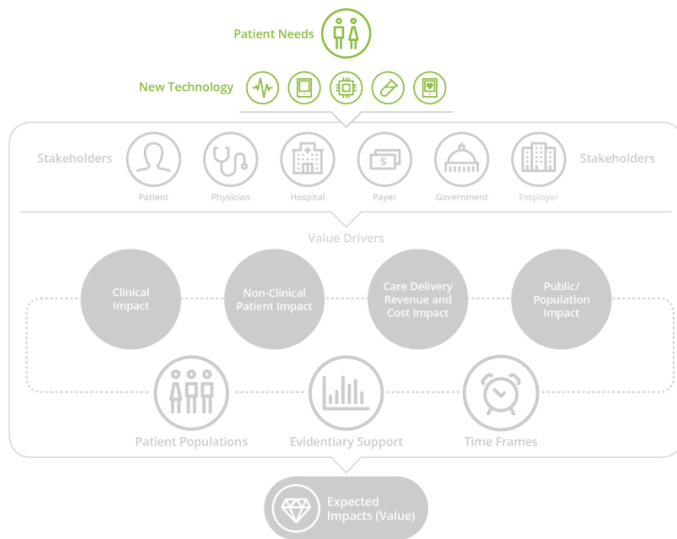 Patient Needs
New Technology
Stakeholders
Stakeholders
Patient
Physician
Hospital
$
Payer
Government
Employer
Value Drivers
Clinical
Impact
Non-Clinical
Patient Impact
Care Delivery
Revenue and
Cost Impact
Public/
Population
Impact
Patient Populations
Evidentiary Support
Time Frames
Expected
Impacts (Value)